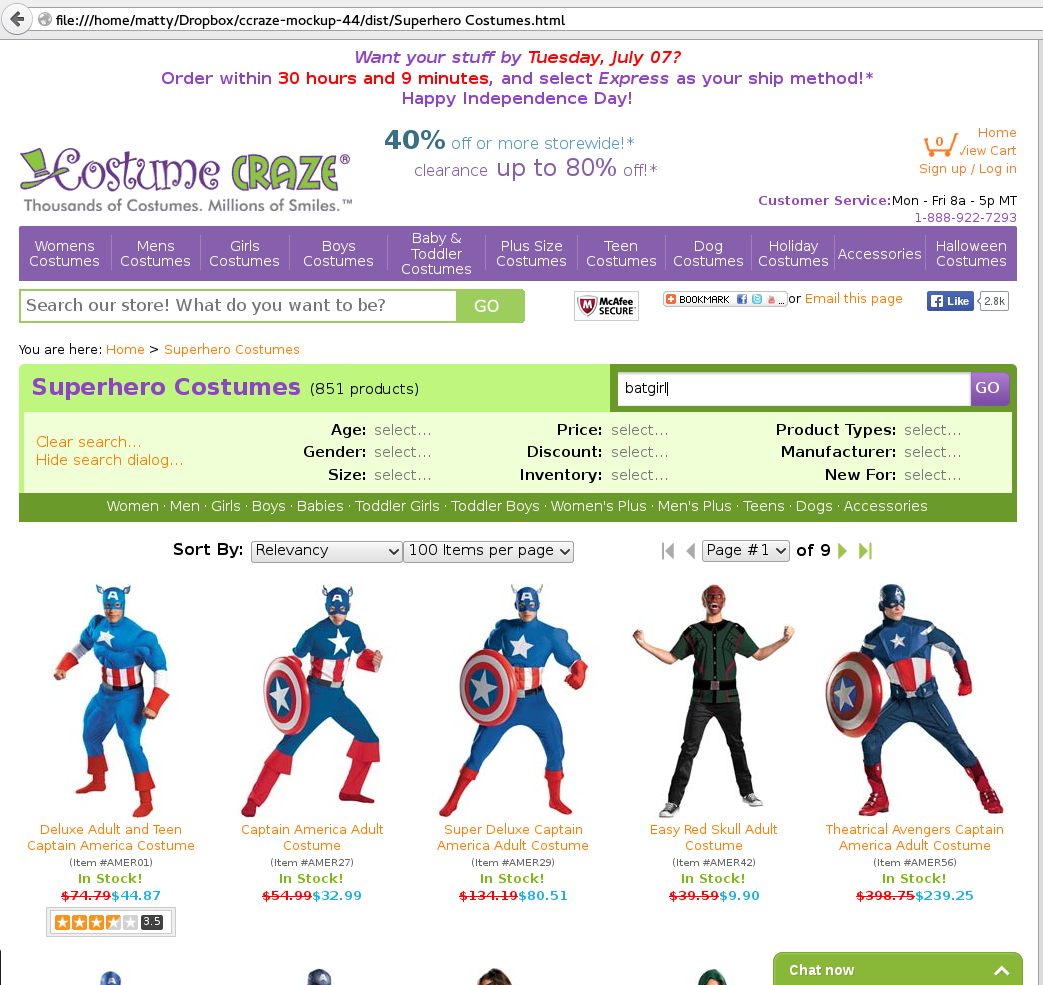 file:///home/matty/Dropbox/ccraze-mockup-44/dist/Superhero Costumes.html
Want your stuff by Tuesday, July 07?
Order within 30 hours and 9 minutes, and select Express as your ship method!*
Happy Independence Day!
40% off or more storewide!*
clearance up to 80% off!*
Costume CRAZE®
Thousands of Costumes. Millions of Smiles.™
0
Home
View Cart
Sign up / Log in
Customer Service:Mon - Fri 8a - 5p MT
1-888-922-7293
Womens Costumes
Mens Costumes
Girls Costumes
Boys Costumes
Baby & Toddler Costumes
Plus Size Costumes
Teen Costumes
Dog Costumes
Holiday Costumes
Accessories
Halloween Costumes
Search our store! What do you want to be? GO
McAfee SECURE™
BOOKMARK ... or Email this page
Like 2.8k
You are here: Home > Superhero Costumes
Superhero Costumes (851 products)
batgirl GO
Clear search...
Hide search dialog...
Age: select...
Gender: select...
Size: select...
Price: select...
Discount: select...
Inventory: select...
Product Types: select...
Manufacturer: select...
New For: select...
Women · Men · Girls · Boys · Babies · Toddler Girls · Toddler Boys · Women's Plus · Men's Plus · Teens · Dogs · Accessories
Sort By: Relevancy 100 Items per page Page #1 of 9
Deluxe Adult and Teen
Captain America Costume
(Item #AMER01)
In Stock!
$74.79$44.87
3.5
Captain America Adult
Costume
(Item #AMER27)
In Stock!
$54.99$32.99
Super Deluxe Captain
America Adult Costume
(Item #AMER29)
In Stock!
$134.19$80.51
Easy Red Skull Adult
Costume
(Item #AMER42)
In Stock!
$39.59$9.90
Theatrical Avengers Captain
America Adult Costume
(Item #AMER56)
In Stock!
$398.75$239.25
Chat now